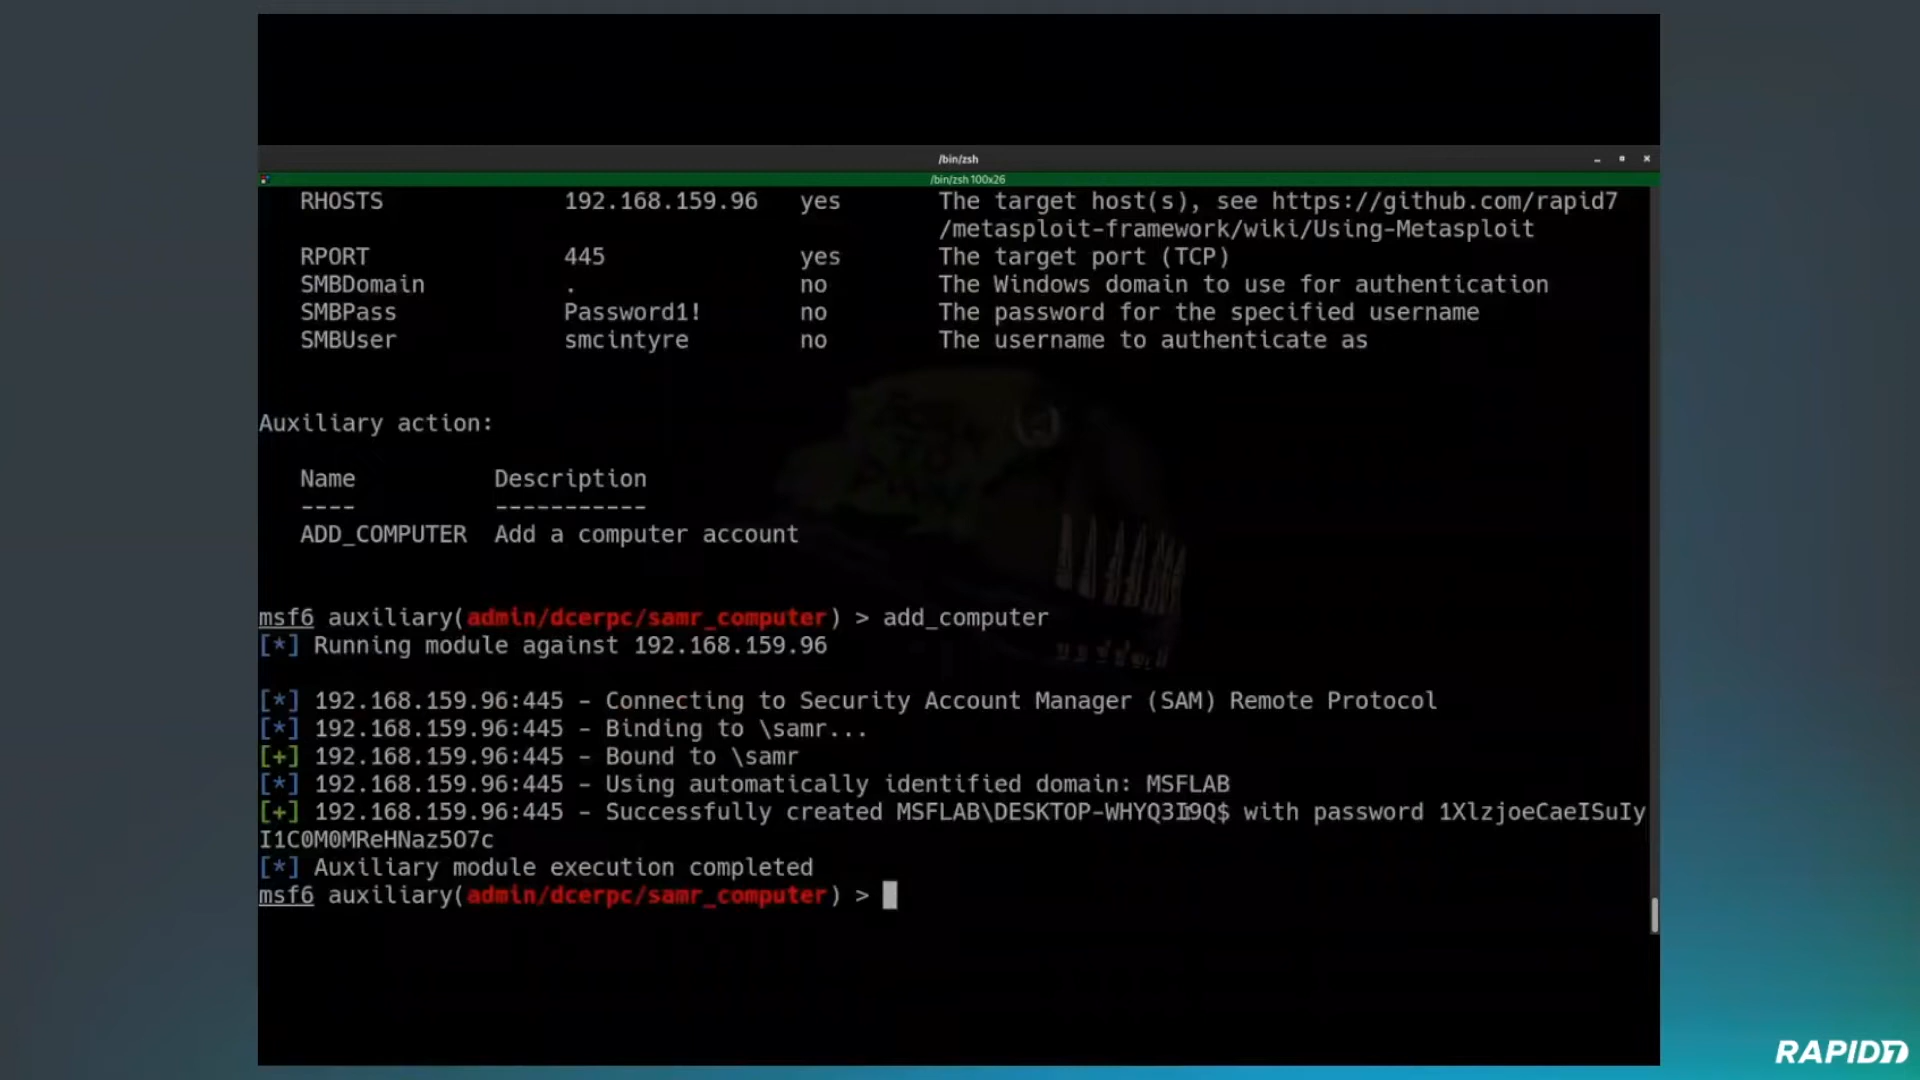 /bin/zsh
/bin/zsh 100x26
RHOSTS 192.168.159.96 yes The target host(s), see https://github.com/rapid7
/metasploit-framework/wiki/Using-Metasploit
RPORT 445 yes The target port (TCP)
SMBDomain . no The Windows domain to use for authentication
SMBPass Password1! no The password for the specified username
SMBUser smcintyre no The username to authenticate as
Auxiliary action:
Name Description
---- -----------
ADD_COMPUTER Add a computer account
msf6 auxiliary(admin/dcerpc/samr_computer) > add_computer
[*] Running module against 192.168.159.96
[*] 192.168.159.96:445 - Connecting to Security Account Manager (SAM) Remote Protocol
[*] 192.168.159.96:445 - Binding to \samr...
[+] 192.168.159.96:445 - Bound to \samr
[*] 192.168.159.96:445 - Using automatically identified domain: MSFLAB
[+] 192.168.159.96:445 - Successfully created MSFLAB\DESKTOP-WHYQ3I9Q$ with password 1XlzjoeCaeISuIy
I1C0M0MReHNaz5O7c
[*] Auxiliary module execution completed
msf6 auxiliary(admin/dcerpc/samr_computer) >
RAPID7